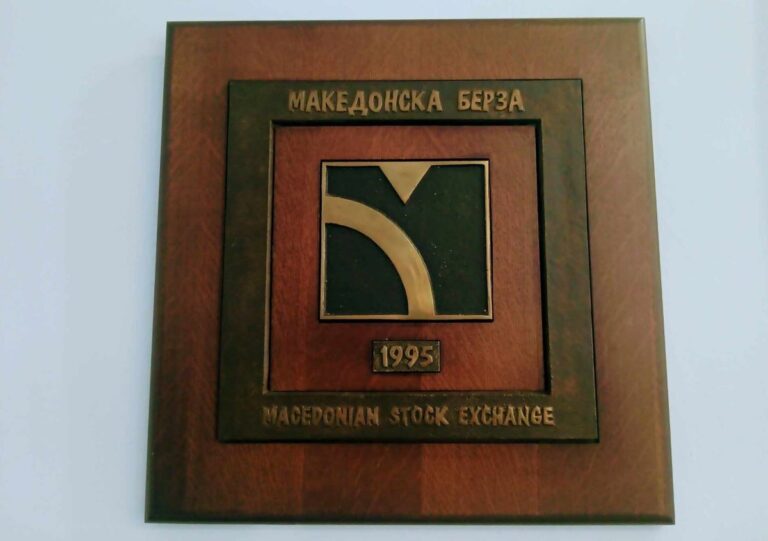 МАКЕДОНСКА БЕРЗА
1995
MACEDONIAN STOCK EXCHANGE